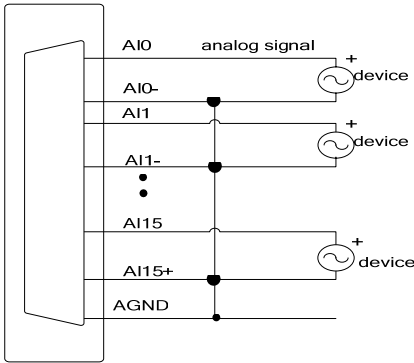 AI0 analog signal
+
device
AI0-
AI1
+
device
AI1-
AI15
+
device
AI15+
AGND